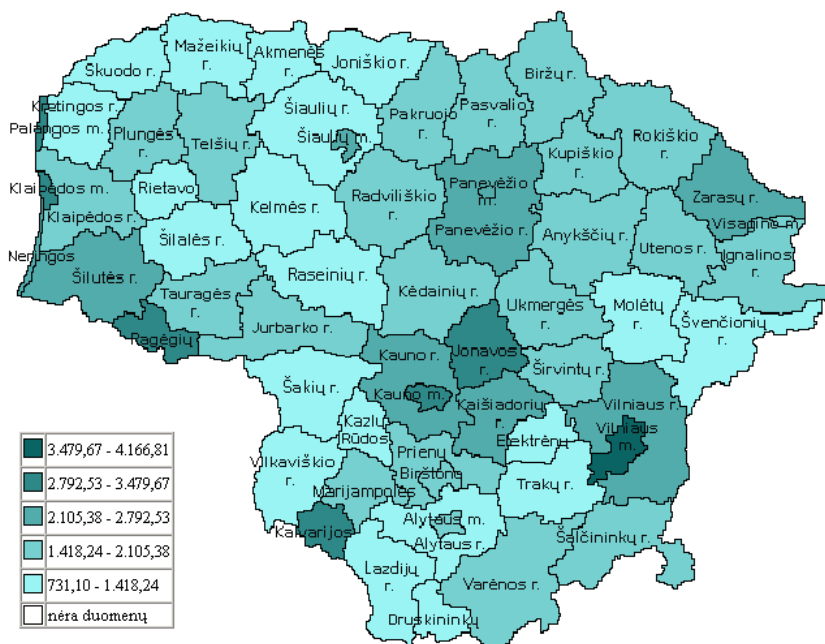 Mažeikių
r.
Akmenės
r.
Joniškio r.
Skuodo r.
Biržų r.
Kretingos r.
Palangos m.
Plungės
r.
Telšių r.
Šiaulių r.
Šiaulių m.
Pakruojo
r.
Pasvalio
r.
Rokiškio
r.
Kupiškio
r.
Klaipėdos m.
Klaipėdos r.
Rietavo
Kelmės r.
Radviliškio
r.
Panevėžio
m.
Panevėžio r.
Zarasų r.
Visagino m.
Anykščių r.
Utenos r.
Ignalinos
r.
Neringos
Šilutės r.
Šilalės r.
Tauragės
r.
Raseinių r.
Kėdainių r.
Ukmergės
r.
Molėtų
r.
Švenčionių
r.
Pagėgių
Jurbarko r.
Kauno r.
Jonavos
r.
Širvintų r.
Šakių r.
Kauno m.
Kaišiadorių
r.
Vilniaus r.
Vilniaus
m.
Kazlų
Rūdos
Prienų
r.
Birštono
Elektrėnų
Vilkaviškio
r.
Marijampolės
Trakų r.
Kalvarijos
Alytaus m.
Alytaus r.
Šalčininkų r.
Lazdijų
r.
Varėnos r.
Druskininkų
3.479,67 - 4.166,81
2.792,53 - 3.479,67
2.105,38 - 2.792,53
1.418,24 - 2.105,38
731,10 - 1.418,24
nėra duomenų